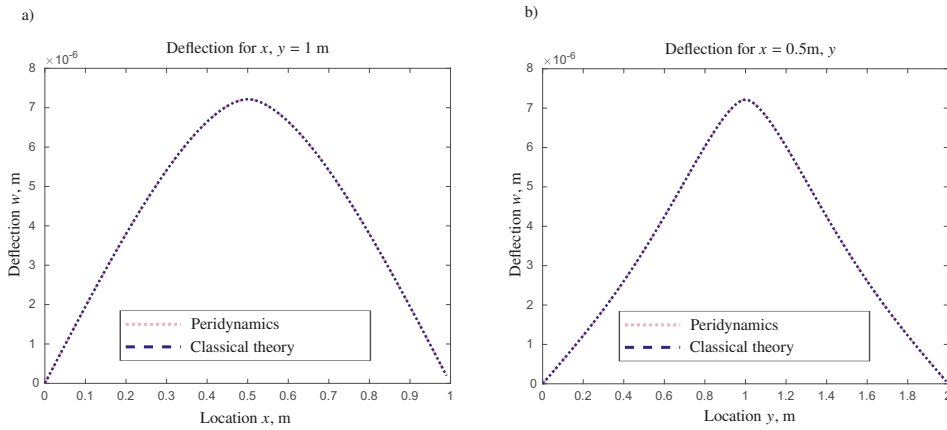 a)
Deflection for x, y = 1 m
×10⁻⁶
8
7
6
5
4
3
2
1
0
Deflection w, m
Peridynamics
Classical theory
0 0.1 0.2 0.3 0.4 0.5 0.6 0.7 0.8 0.9 1
Location x, m
b)
Deflection for x = 0.5m, y
×10⁻⁶
8
7
6
5
4
3
2
1
0
Deflection w, m
Peridynamics
Classical theory
0 0.2 0.4 0.6 0.8 1 1.2 1.4 1.6 1.8 2
Location y, m